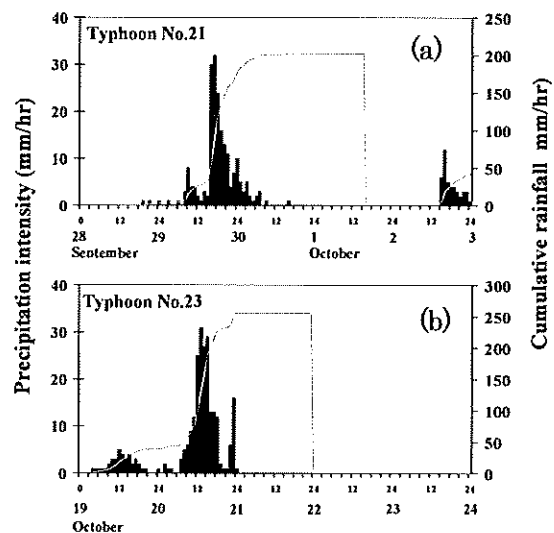 Typhoon No.21
(a)
40
30
20
10
0
250
200
150
100
50
0
0 12 24 12 24 12 24 12 24 12 24
28 29 30 1 2 3
September October
Typhoon No.23
(b)
40
30
20
10
0
300
250
200
150
100
50
0
0 12 24 12 24 12 24 12 24 12 24
19 20 21 22 23 24
October
Precipitation intensity (mm/hr)
Cumulative rainfall mm/hr)